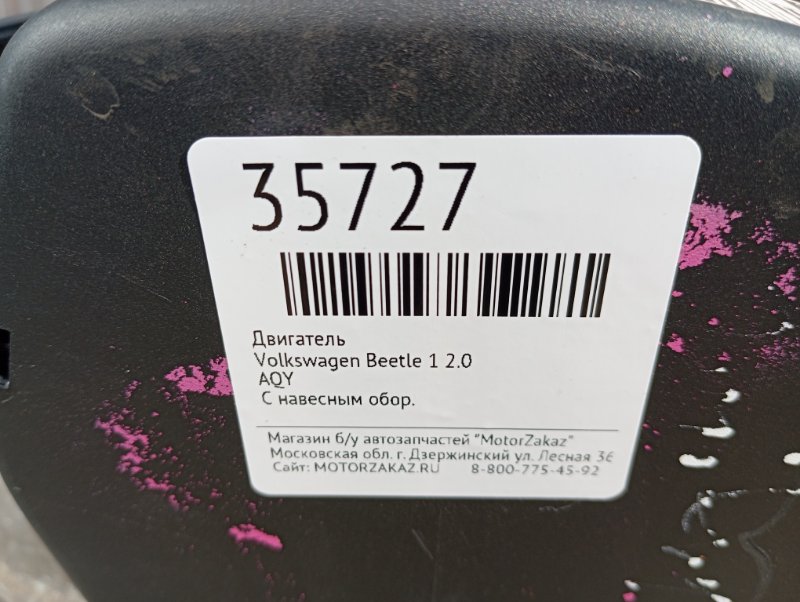 35727
Двигатель
Volkswagen Beetle 1 2.0
AQY
С навесным обор.
Магазин б/у автозапчастей "MotorZakaz"
Московская обл. г. Дзержинский ул. Лесная 36
Сайт: MOTORZAKAZ.RU 8-800-775-45-92